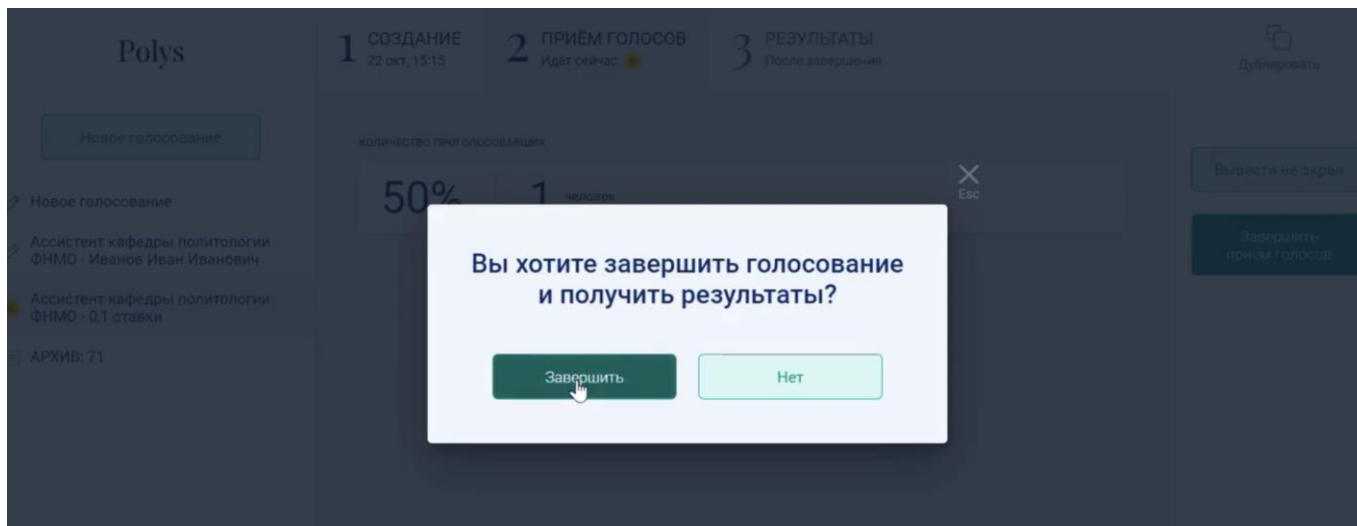 Polys
1 СОЗДАНИЕ
22 окт, 15:15
2 ПРИЁМ ГОЛОСОВ
Идёт сейчас
3 РЕЗУЛЬТАТЫ
После завершения
Дублировать
Новое голосование
КОЛИЧЕСТВО ПРОГОЛОСОВАВШИХ
50%
1 человек
Esc
Вывести на экран
Завершить
приём голосов
Новое голосование
Ассистент кафедры политологии
ФНМО - Иванов Иван Иванович
Ассистент кафедры политологии
ФНМО - 0,1 ставки
АРХИВ: 71
Вы хотите завершить голосование
и получить результаты?
Завершить
Нет